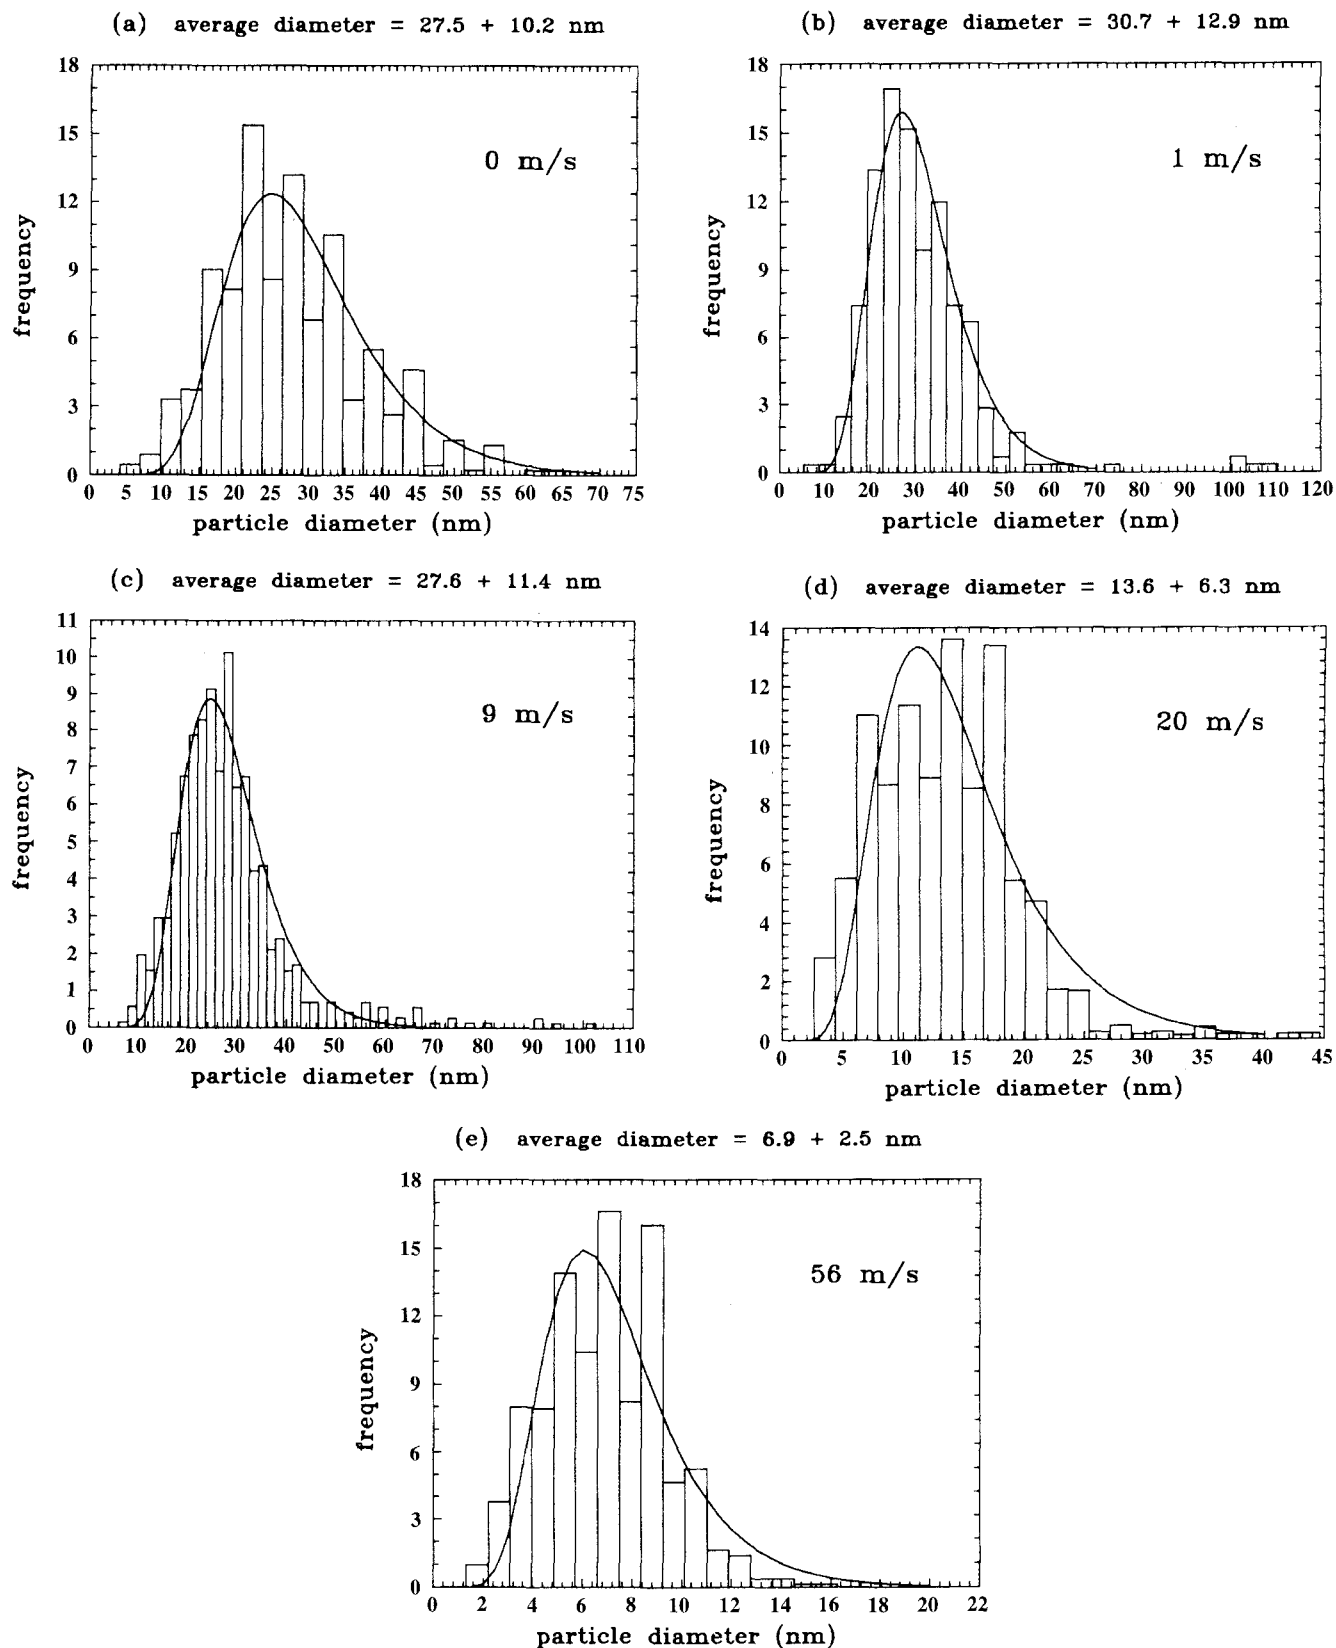 (a) average diameter = 27.5 + 10.2 nm
18
15
12
9
6
3
0
frequency
0 m/s
0 5 10 15 20 25 30 35 40 45 50 55 60 65 70 75
particle diameter (nm)
(b) average diameter = 30.7 + 12.9 nm
18
15
12
9
6
3
0
frequency
1 m/s
0 10 20 30 40 50 60 70 80 90 100 110 120
particle diameter (nm)
(c) average diameter = 27.6 + 11.4 nm
11
10
9
8
7
6
5
4
3
2
1
0
frequency
9 m/s
0 10 20 30 40 50 60 70 80 90 100 110
particle diameter (nm)
(d) average diameter = 13.6 + 6.3 nm
14
12
10
8
6
4
2
0
frequency
20 m/s
0 5 10 15 20 25 30 35 40 45
particle diameter (nm)
(e) average diameter = 6.9 + 2.5 nm
18
15
12
9
6
3
0
frequency
56 m/s
0 2 4 6 8 10 12 14 16 18 20 22
particle diameter (nm)